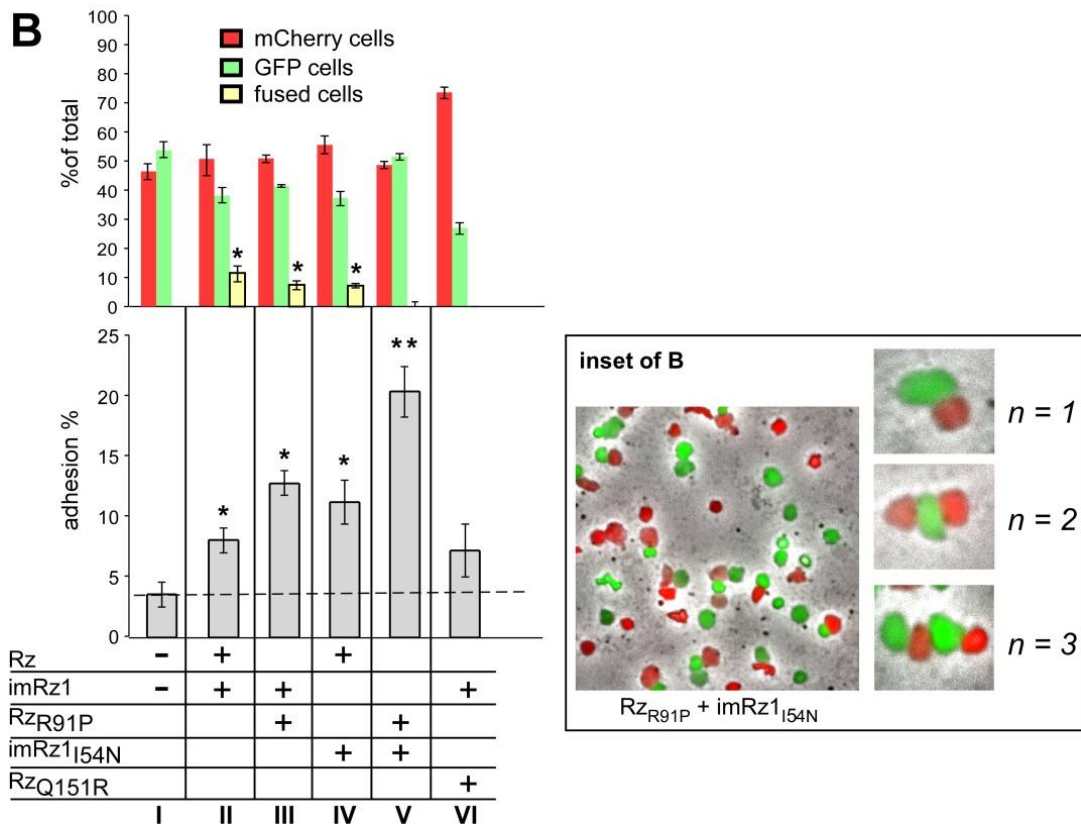 B
mCherry cells
GFP cells
fused cells
%of total
100
90
80
70
60
50
40
30
20
10
0
* * *
adhesion %
25
20
15
10
5
0
* * * **
Rz - + +
imRz1 - + + +
RzR91P + +
imRz1I54N + +
RzQ151R +
I II III IV V VI
inset of B
n = 1
n = 2
n = 3
RzR91P + imRz1I54N